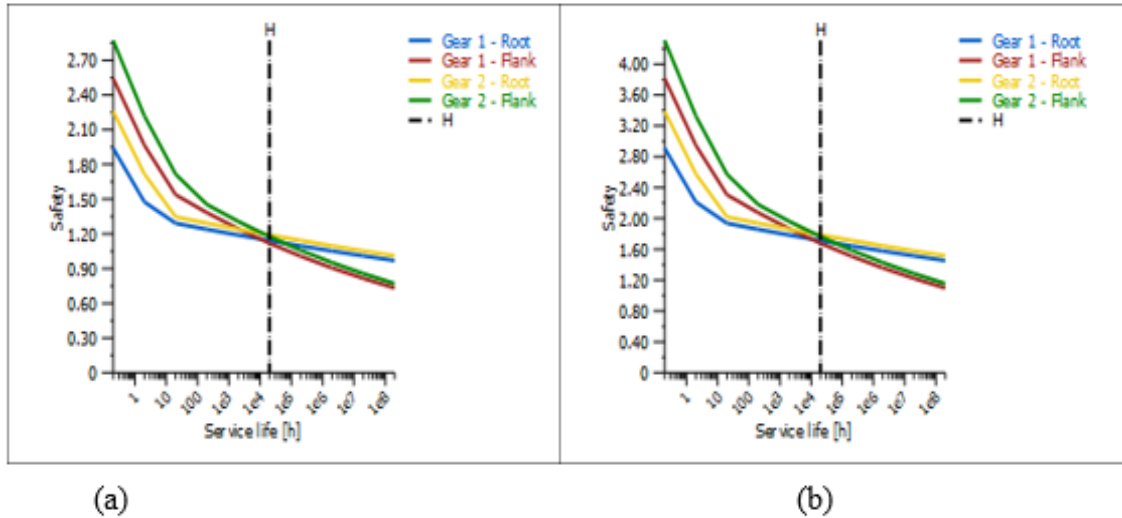 H
Gear 1 - Root
Gear 1 - Flank
Gear 2 - Root
Gear 2 - Flank
H
2.70
2.40
2.10
1.80
1.50
1.20
0.90
0.60
0.30
0
Safety
1 10 100 1e3 1e4 1e5 1e6 1e7 1e8
Service life [h]
H
Gear 1 - Root
Gear 1 - Flank
Gear 2 - Root
Gear 2 - Flank
H
4.00
3.60
3.20
2.80
2.40
2.00
1.60
1.20
0.80
0.40
0
Safety
1 10 100 1e3 1e4 1e5 1e6 1e7 1e8
Service life [h]
(a) (b)